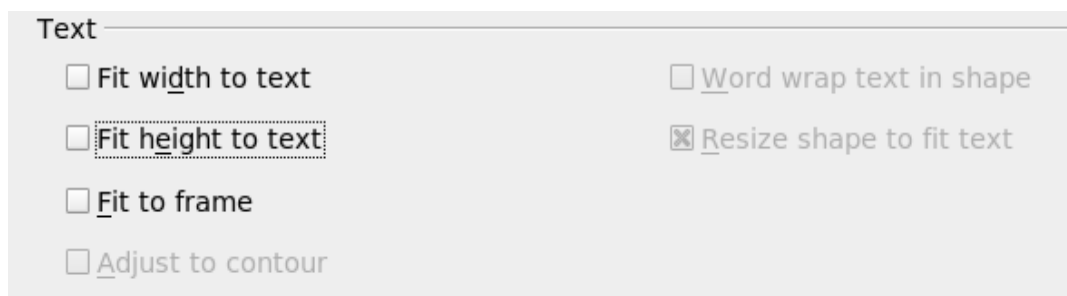 Text
Fit width to text
Word wrap text in shape
Fit height to text
Resize shape to fit text
Fit to frame
Adjust to contour